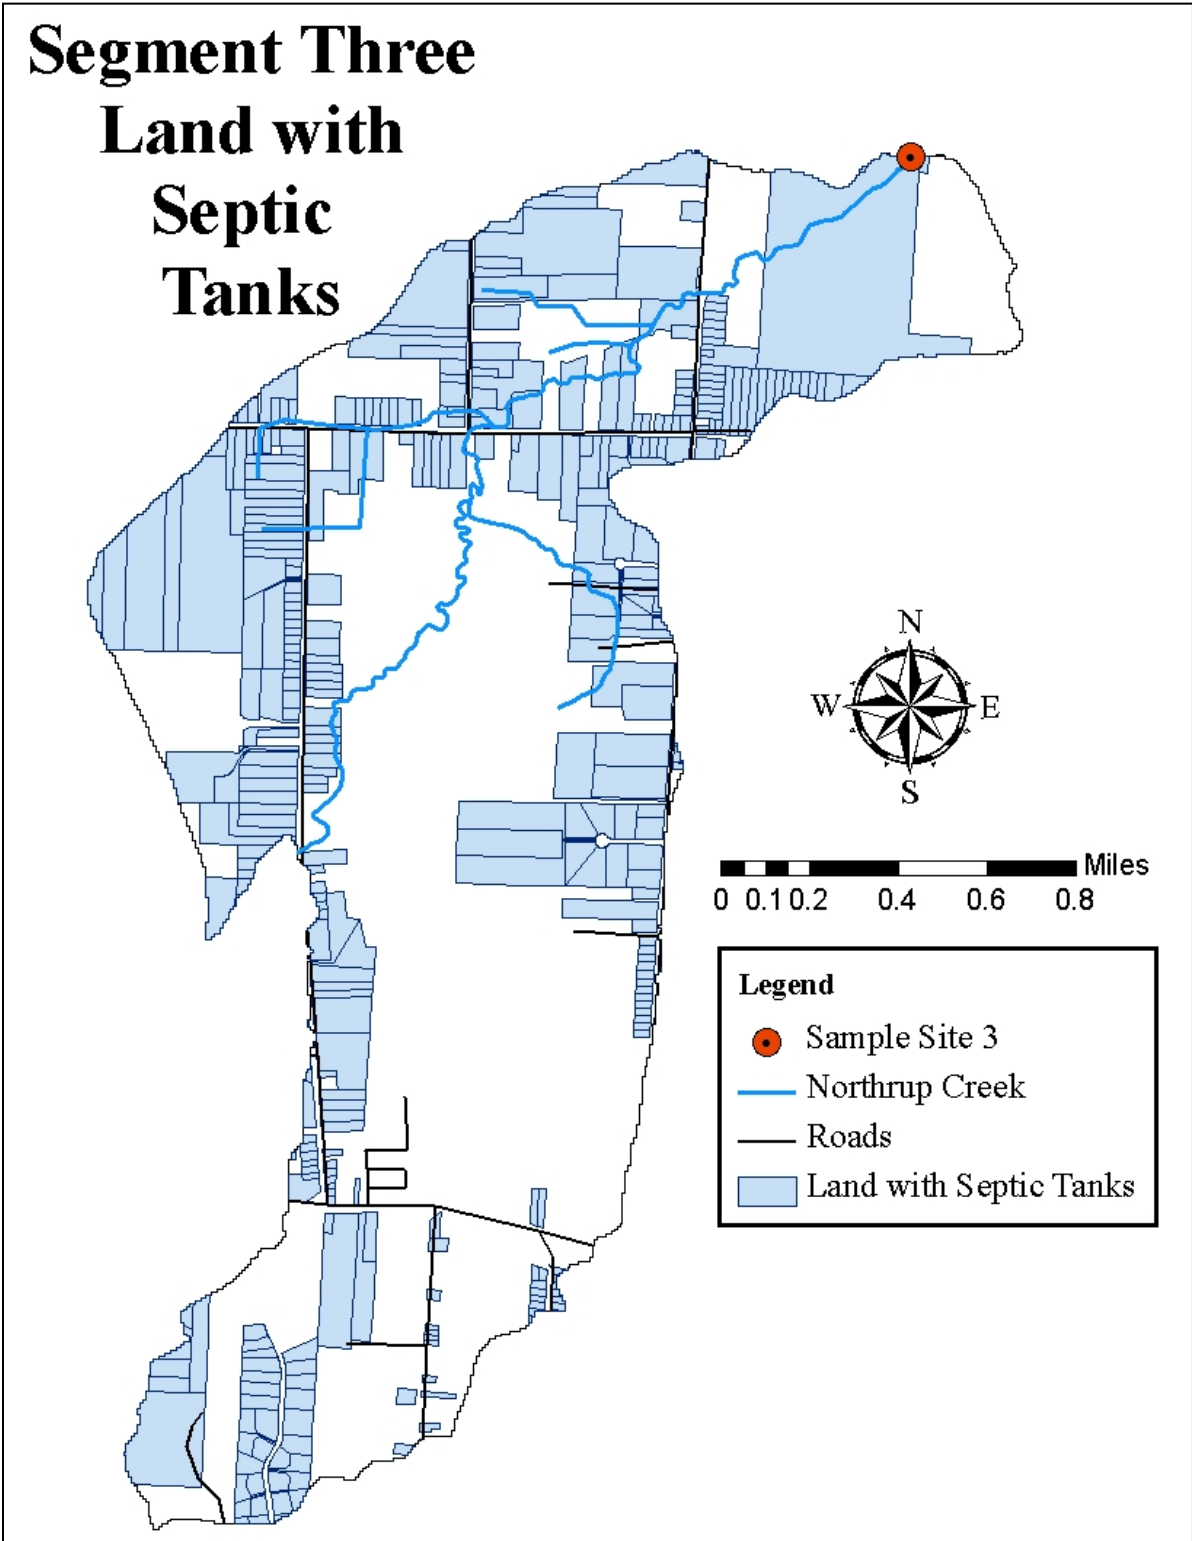 Segment Three
Land with
Septic
Tanks
N
W
E
S
Miles
0 0.1 0.2 0.4 0.6 0.8
Legend
Sample Site 3
Northrup Creek
Roads
Land with Septic Tanks